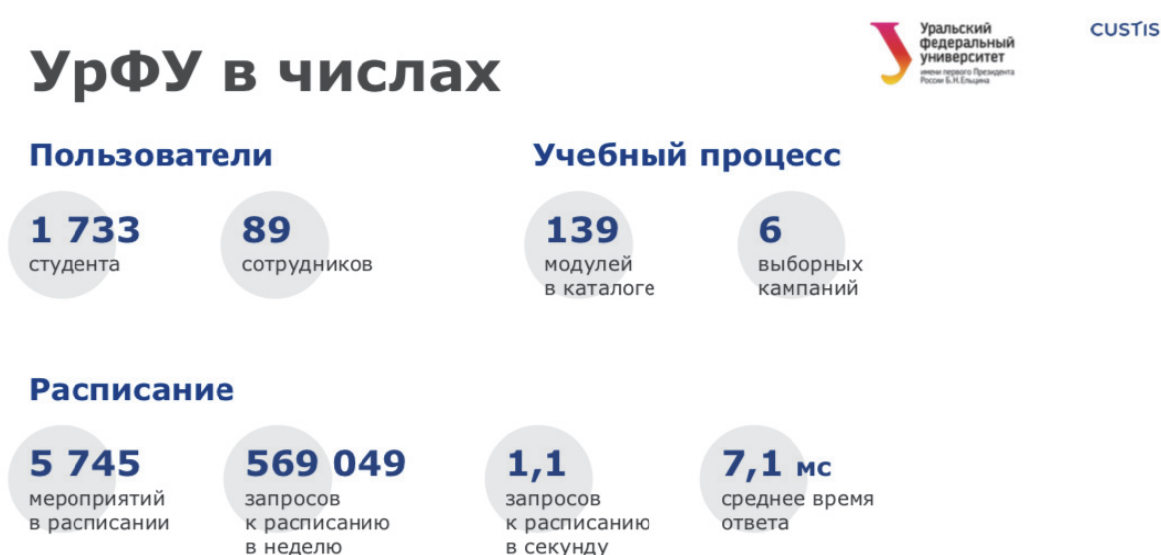 УрФУ в числах
Уральский
федеральный
университет
имени первого Президента
России Б.Н.Ельцина
CUSTIS
Пользователи
Учебный процесс
1 733
студента
89
сотрудников
139
модулей
в каталоге
6
выборных
кампаний
Расписание
5 745
мероприятий
в расписании
569 049
запросов
к расписанию
в неделю
1,1
запросов
к расписанию
в секунду
7,1 мс
среднее время
ответа